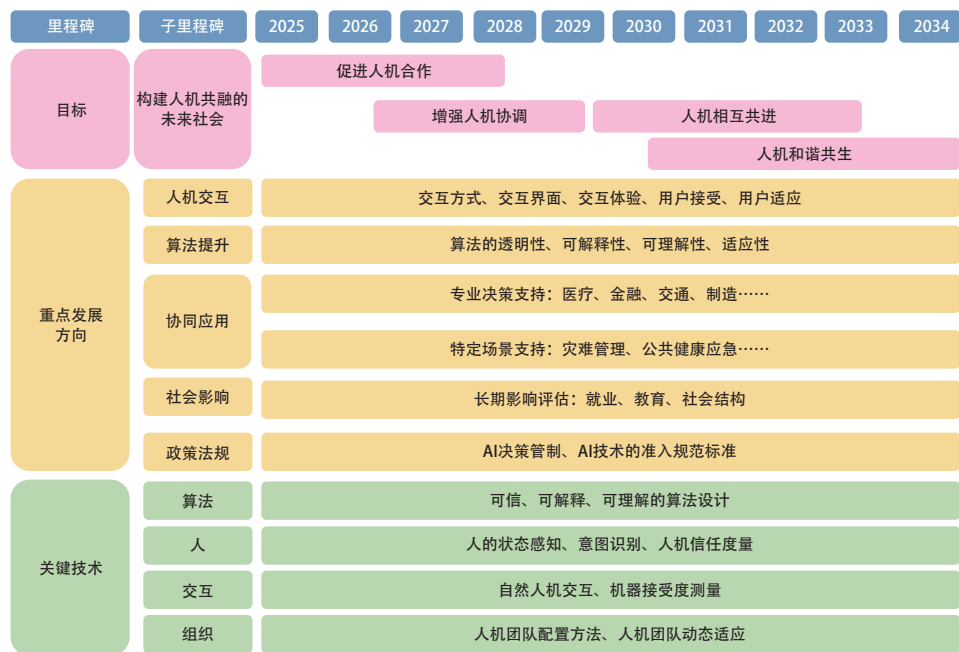 里程碑 子里程碑 2025 2026 2027 2028 2029 2030 2031 2032 2033 2034
目标
构建人机共融的
未来社会
促进人机合作
增强人机协调
人机相互共进
人机和谐共生
重点发展
方向
人机交互
交互方式、交互界面、交互体验、用户接受、用户适应
算法提升
算法的透明性、可解释性、可理解性、适应性
协同应用
专业决策支持：医疗、金融、交通、制造……
特定场景支持：灾难管理、公共健康应急……
社会影响
长期影响评估：就业、教育、社会结构
政策法规
AI决策管制、AI技术的准入规范标准
关键技术
算法
可信、可解释、可理解的算法设计
人
人的状态感知、意图识别、人机信任度量
交互
自然人机交互、机器接受度测量
组织
人机团队配置方法、人机团队动态适应